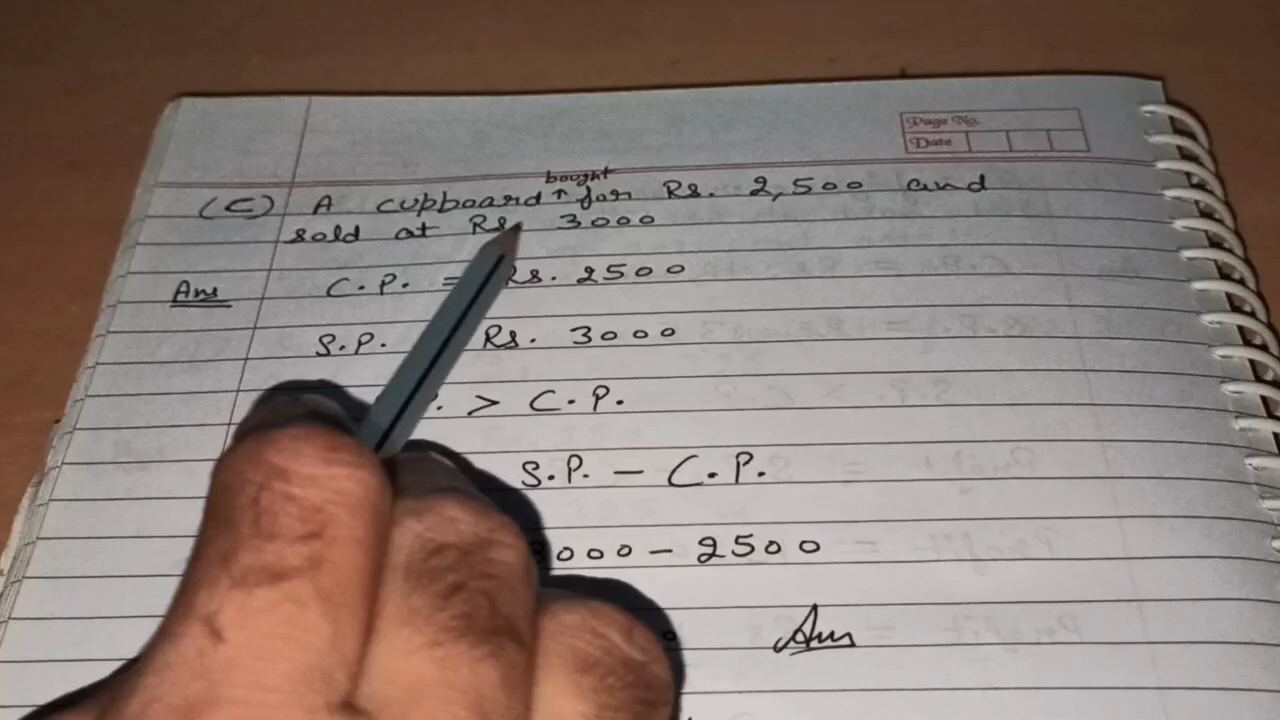 Page No.
Date
bought
(C) A cupboard ↑ for Rs. 2,500 and
sold at Rs. 3000
Ans C.P. = Rs. 2500
S.P. Rs. 3000
. > C.P.
S.P. - C.P.
3000 - 2500
Ans